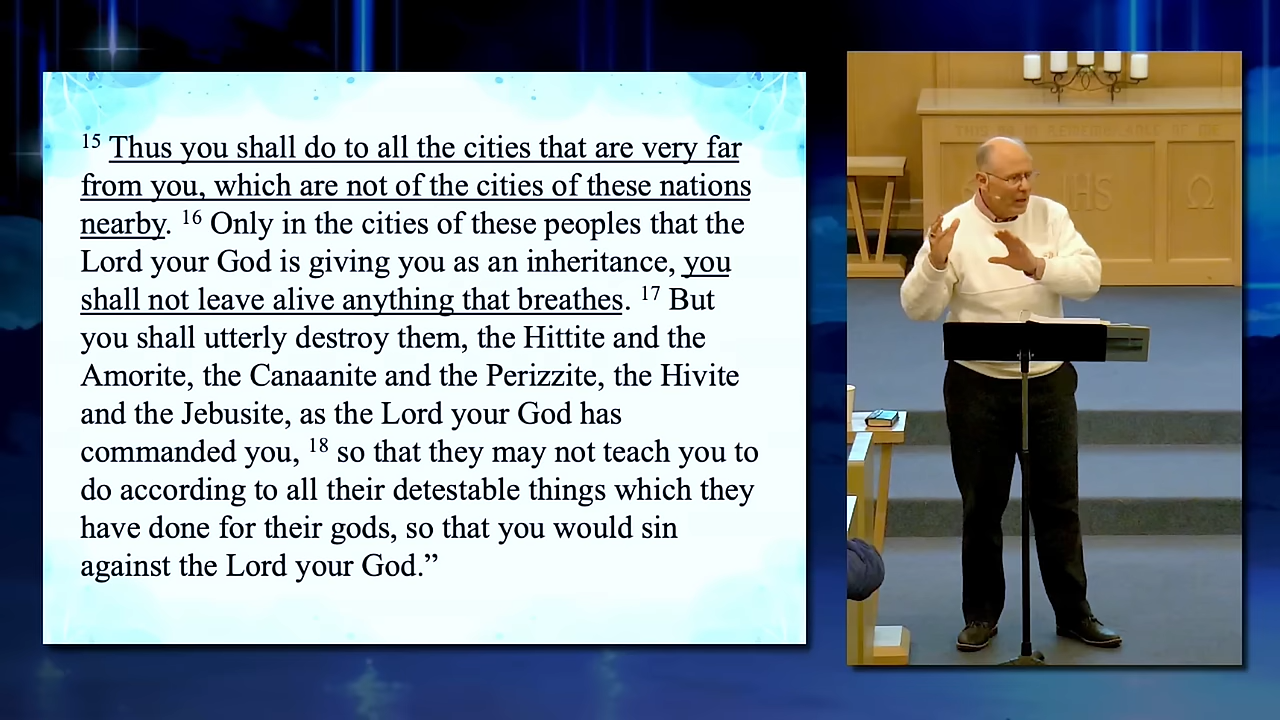 15 Thus you shall do to all the cities that are very far
from you, which are not of the cities of these nations
nearby. 16 Only in the cities of these peoples that the
Lord your God is giving you as an inheritance, you
shall not leave alive anything that breathes. 17 But
you shall utterly destroy them, the Hittite and the
Amorite, the Canaanite and the Perizzite, the Hivite
and the Jebusite, as the Lord your God has
commanded you, 18 so that they may not teach you to
do according to all their detestable things which they
have done for their gods, so that you would sin
against the Lord your God.”
THIS DO IN REMEMBRANCE OF ME
IHS
Ω